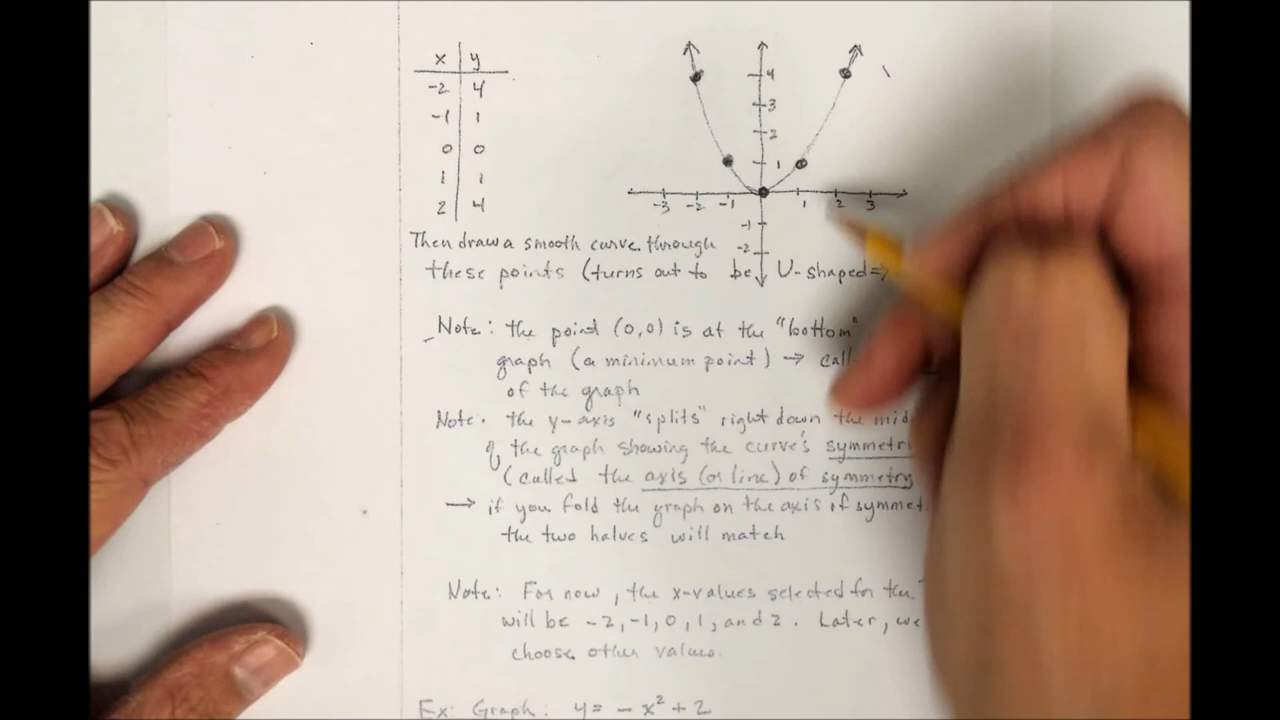 x y
-2 4
-1 1
0 0
1 1
2 4
4
3
2
1
-3 -2 -1 1 2 3
-1
-2
Then draw a smooth curve through
these points (turns out to be U-shaped ⇒
Note: the point (0,0) is at the "bottom"
graph (a minimum point) → call
of the graph
Note. the y-axis "splits" right down the mid
of the graph showing the curve's symmetr
(called the axis (or line) of symmetry
→ if you fold the graph on the axis of symmet
the two halves will match
Note: For now, the x-values selected for the
will be -2, -1, 0, 1, and 2. Later, we
choose other values.
Ex: Graph: y = -x² + 2